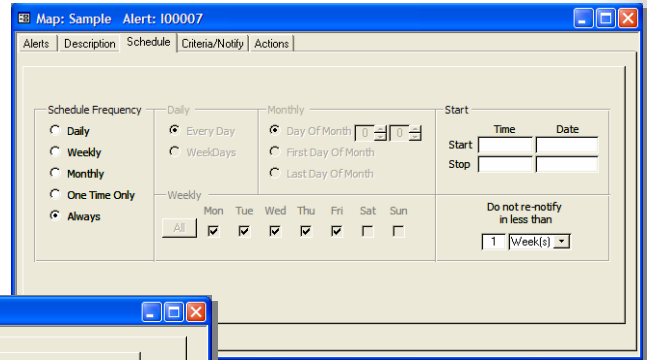 Map: Sample Alert: I00007
Alerts Description Schedule Criteria/Notify Actions
Schedule Frequency
Daily
Weekly
Monthly
One Time Only
Always
Daily
Every Day
WeekDays
Monthly
Day Of Month 0 0
First Day Of Month
Last Day Of Month
Weekly
All
Mon Tue Wed Thu Fri Sat Sun
Start
Time Date
Start
Stop
Do not re-notify
in less than
1 Week(s)